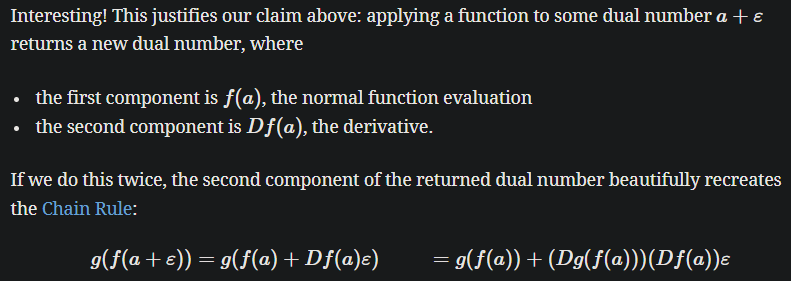 Interesting! This justifies our claim above: applying a function to some dual number a + ε
returns a new dual number, where
• the first component is f(a), the normal function evaluation
• the second component is Df(a), the derivative.
If we do this twice, the second component of the returned dual number beautifully recreates
the Chain Rule:
g(f(a + ε)) = g(f(a) + Df(a)ε) = g(f(a)) + (Dg(f(a)))(Df(a))ε